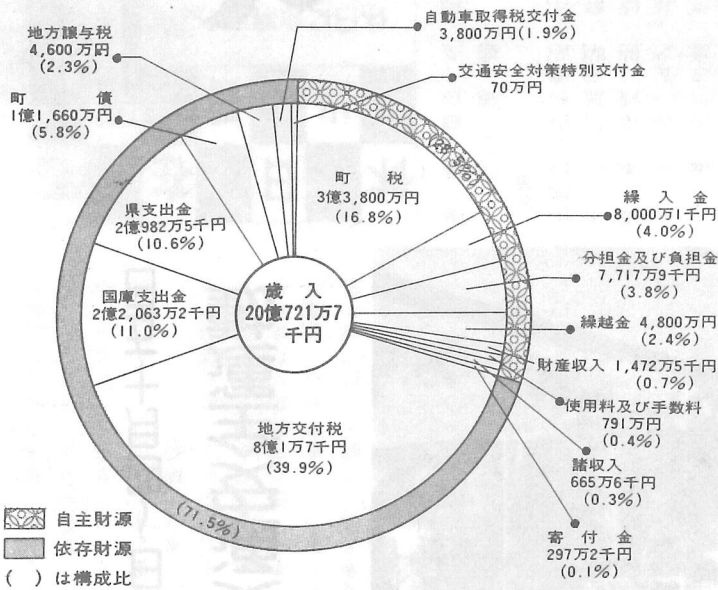 自動車取得税交付金
3,800万円(1.9%)
交通安全対策特別交付金
70万円
地方譲与税
4,600万円
(2.3%)
町債
1億1,660万円
(5.8%)
県支出金
2億982万5千円
(10.6%)
国庫支出金
2億2,063万2千円
(11.0%)
地方交付税
8億1万7千円
(39.9%)
(71.5%)
歳入
20億721万7
千円
町税
3億3,800万円
(16.8%)
(28.5%)
繰入金
8,000万1千円
(4.0%)
分担金及び負担金
7,717万9千円
(3.8%)
繰越金 4,800万円
(2.4%)
財産収入 1,472万5千円
(0.7%)
使用料及び手数料
791万円
(0.4%)
諸収入
665万6千円
(0.3%)
寄付金
297万2千円
(0.1%)
自主財源
依存財源
( )は構成比